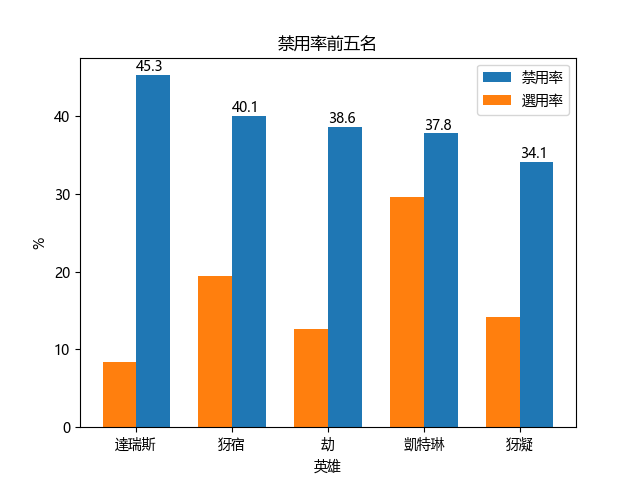 禁用率前五名
45.3
40.1
38.6
37.8
34.1
禁用率
選用率
40
30
20
10
0
%
達瑞斯
犽宿
劫
凱特琳
犽凝
英雄